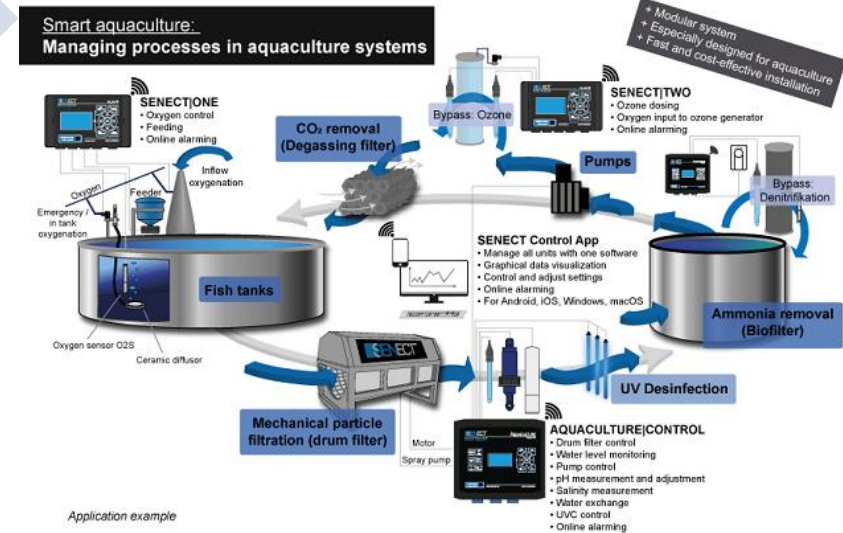 Smart aquaculture:
Managing processes in aquaculture systems
+ Modular system
+ Especially designed for aquaculture
+ Fast and cost-effective installation
SENECT|ONE
• Oxygen control
• Feeding
• Online alarming
Inflow
oxygenation
Oxygen
Feeder
Emergency /
in tank
oxygenation
Fish tanks
Oxygen sensor O2S
Ceramic diffusor
CO₂ removal
(Degassing filter)
Bypass: Ozone
SENECT|TWO
• Ozone dosing
• Oxygen input to ozone generator
• Online alarming
Pumps
Bypass:
Denitrifikation
SENECT Control App
• Manage all units with one software
• Graphical data visualization
• Control and adjust settings
• Online alarming
• For Android, iOS, Windows, macOS
Ammonia removal
(Biofilter)
SENECT
Mechanical particle
filtration (drum filter)
Motor
Spray pump
UV Desinfection
AQUACULTURE|CONTROL
• Drum filter control
• Water level monitoring
• Pump control
• pH measurement and adjustment
• Salinity measurement
• Water exchange
• UVC control
• Online alarming
Application example